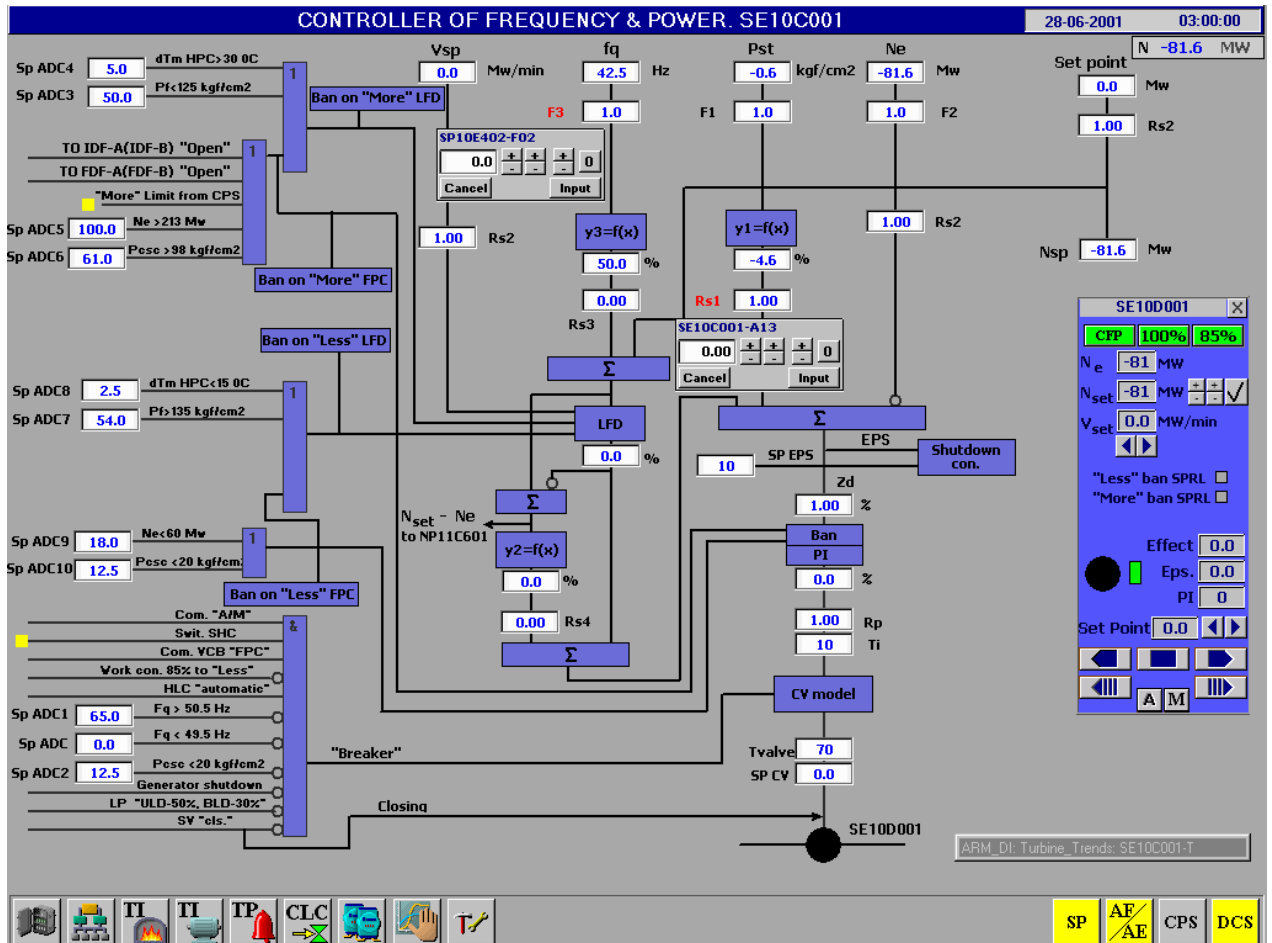 CONTROLLER OF FREQUENCY & POWER. SE10C001
28-06-2001 03:00:00
N -81.6 MW
Vsp fq Pst Ne
Set point
Sp ADC4 5.0 dTm HPC>30 0C
0.0 Mw/min 42.5 Hz -0.6 kgf/cm2 -81.6 Mw
0.0 Mw
Sp ADC3 50.0 Pf<125 kgf/cm2
1
Ban on "More" LFD
F3 1.0 F1 1.0 1.0 F2
1.00 Rs2
SP10E402-F02
0.0 + + + 0
- - -
Cancel Input
TO IDF-A(IDF-B) "Open"
1
TO FDF-A(FDF-B) "Open"
"More" Limit from CPS
Sp ADC5 100.0 Ne >213 Mw
Sp ADC6 61.0 Pcsc >98 kgf/cm2
1.00 Rs2 y3=f(x) y1=f(x) 1.00 Rs2
50.0 % -4.6 %
Nsp -81.6 Mw
Ban on "More" FPC
0.00 Rs1 1.00
Rs3
SE10C001-A13
0.00 + + + 0
- - -
Cancel Input
Ban on "Less" LFD
Σ
Sp ADC8 2.5 dTm HPC<15 0C
1
Sp ADC7 54.0 Pf>135 kgf/cm2
LFD
Σ
0.0 %
EPS
10 SP EPS
Shutdown
con.
Zd
Σ
1.00 %
Nset - Ne
to NP11C601
Ban
PI
y2=f(x)
0.0 % 0.0 %
Sp ADC9 18.0 Ne<60 Mw
1
Sp ADC10 12.5 Pcsc <20 kgf/cm2
Ban on "Less" FPC
0.00 Rs4 1.00 Rp
Σ
10 Ti
Com. "A/M"
&
Swit. SHC
Com. VCB "FPC"
Work con. 85% to "Less"
HLC "automatic"
CV model
Sp ADC1 65.0 Fq > 50.5 Hz
Sp ADC 0.0 Fq < 49.5 Hz
"Breaker"
Tvalve 70
Sp ADC2 12.5 Pcsc <20 kgf/cm2
SP CV 0.0
Generator shutdown
LP "ULD-50%, BLD-30%"
SV "cls."
Closing
SE10D001
SE10D001 X
CFP 100% 85%
Ne -81 MW
Nset -81 MW + +
- -
Vset 0.0 MW/min
"Less" ban SPRL
"More" ban SPRL
Effect 0.0
Eps. 0.0
PI 0
Set Point 0.0
A M
ARM_DI: Turbine_Trends: SE10C001-T
TI TI TP CLC
SP AF/AE CPS DCS